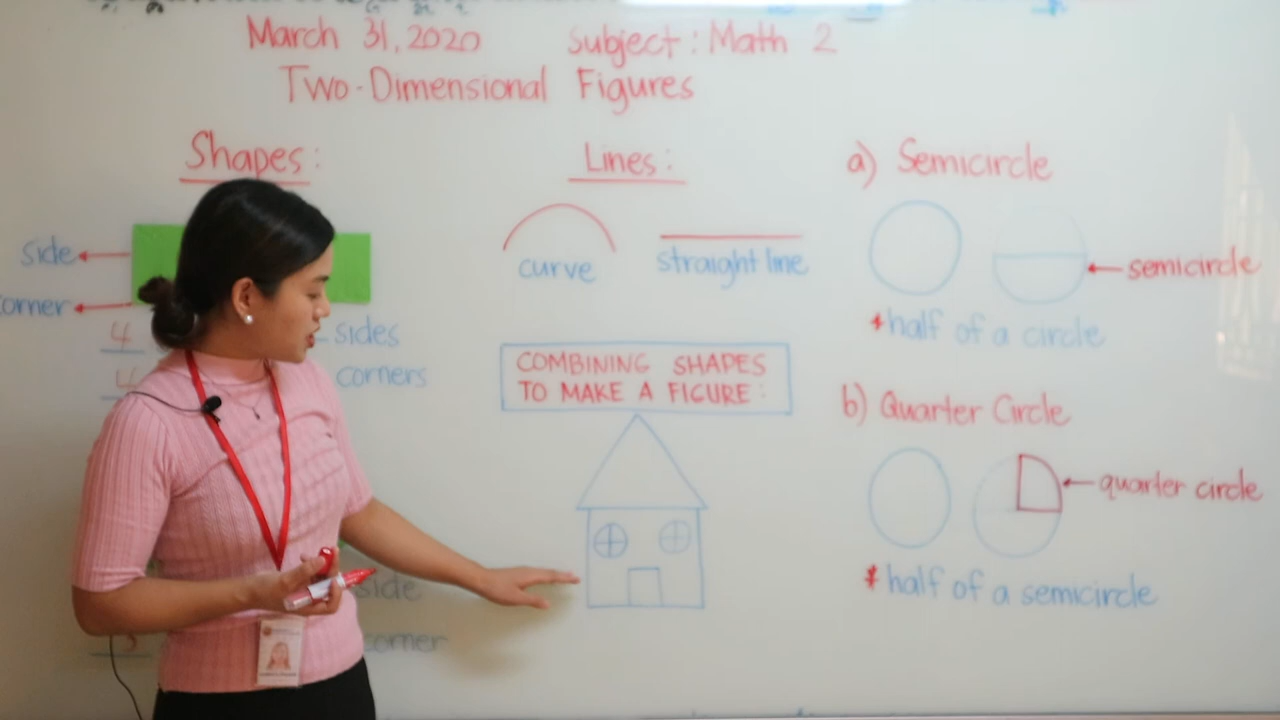 March 31, 2020 Subject: Math 2
Two-Dimensional Figures
Shapes:
side
corner
4 sides
4 corners
side
corner
Lines:
curve
straight line
COMBINING SHAPES
TO MAKE A FIGURE:
a) Semicircle
semicircle
*half of a circle
b) Quarter Circle
quarter circle
*half of a semicircle